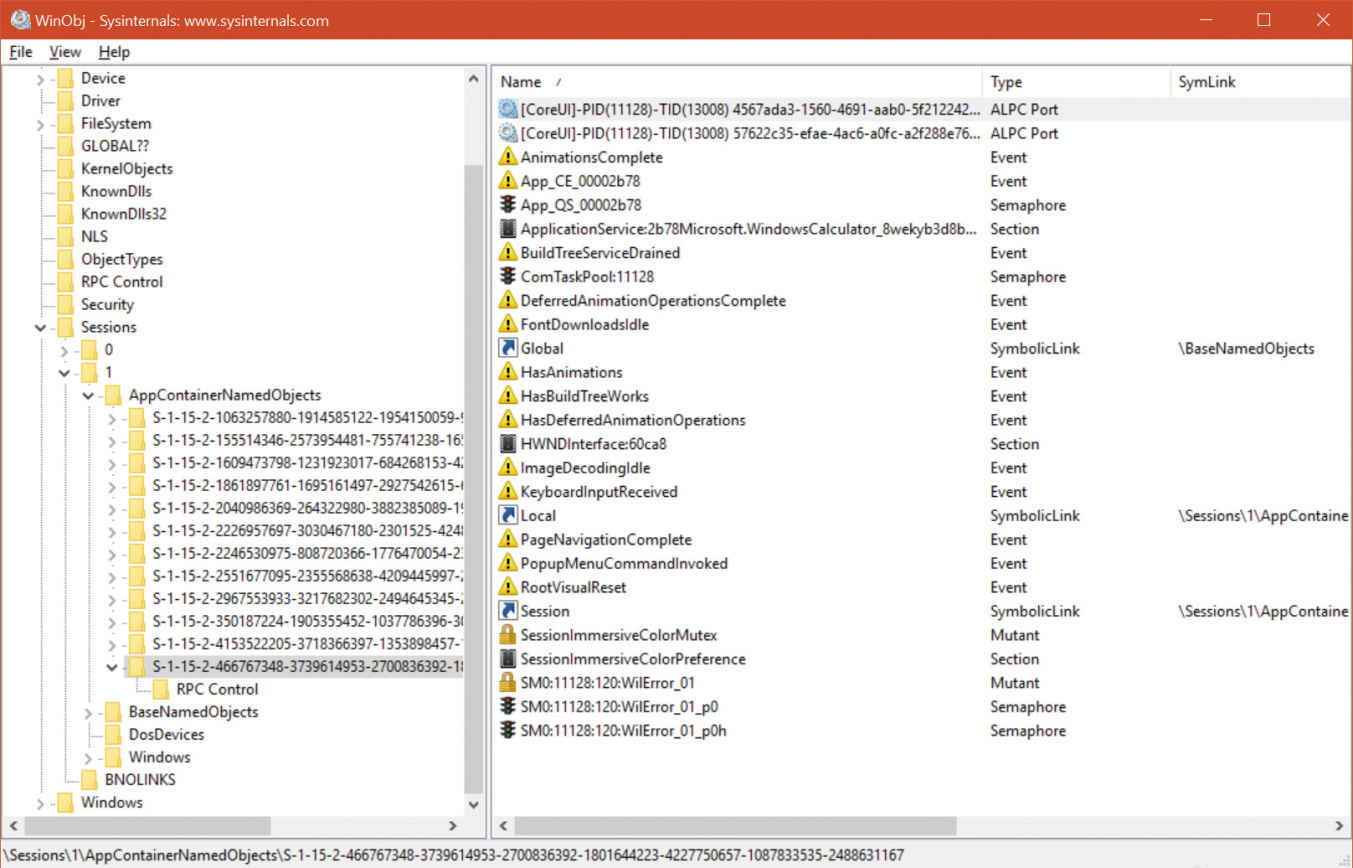 WinObj - Sysinternals: www.sysinternals.com
File View Help
Device
Driver
FileSystem
GLOBAL??
KernelObjects
KnownDlls
KnownDlls32
NLS
ObjectTypes
RPC Control
Security
Sessions
0
1
AppContainerNamedObjects
S-1-15-2-1063257880-1914585122-1954150059-
S-1-15-2-155514346-2573954481-755741238-165
S-1-15-2-1609473798-1231923017-684268153-42
S-1-15-2-1861897761-1695161497-2927542615-
S-1-15-2-2040986369-264322980-3882385089-19
S-1-15-2-2226957697-3030467180-2301525-4248
S-1-15-2-2246530975-808720366-1776470054-23
S-1-15-2-2551677095-2355568638-4209445997-
S-1-15-2-2967553933-3217682302-2494645345-
S-1-15-2-350187224-1905355452-1037786396-30
S-1-15-2-4153522205-3718366397-1353898457-
S-1-15-2-466767348-3739614953-2700836392-18
RPC Control
BaseNamedObjects
DosDevices
Windows
BNOLINKS
Windows
Name / Type SymLink
[CoreUI]-PID(11128)-TID(13008) 4567ada3-1560-4691-aab0-5f212242... ALPC Port
[CoreUI]-PID(11128)-TID(13008) 57622c35-efae-4ac6-a0fc-a2f288e76... ALPC Port
AnimationsComplete Event
App_CE_00002b78 Event
App_QS_00002b78 Semaphore
ApplicationService:2b78Microsoft.WindowsCalculator_8wekyb3d8b... Section
BuildTreeServiceDrained Event
ComTaskPool:11128 Semaphore
DeferredAnimationOperationsComplete Event
FontDownloadsIdle Event
Global SymbolicLink \BaseNamedObjects
HasAnimations Event
HasBuildTreeWorks Event
HasDeferredAnimationOperations Event
HWNDInterface:60ca8 Section
ImageDecodingIdle Event
KeyboardInputReceived Event
Local SymbolicLink \Sessions\1\AppContaine
PageNavigationComplete Event
PopupMenuCommandInvoked Event
RootVisualReset Event
Session SymbolicLink \Sessions\1\AppContaine
SessionImmersiveColorMutex Mutant
SessionImmersiveColorPreference Section
SM0:11128:120:WilError_01 Mutant
SM0:11128:120:WilError_01_p0 Semaphore
SM0:11128:120:WilError_01_p0h Semaphore
\Sessions\1\AppContainerNamedObjects\S-1-15-2-466767348-3739614953-2700836392-1801644223-4227750657-1087833535-2488631167